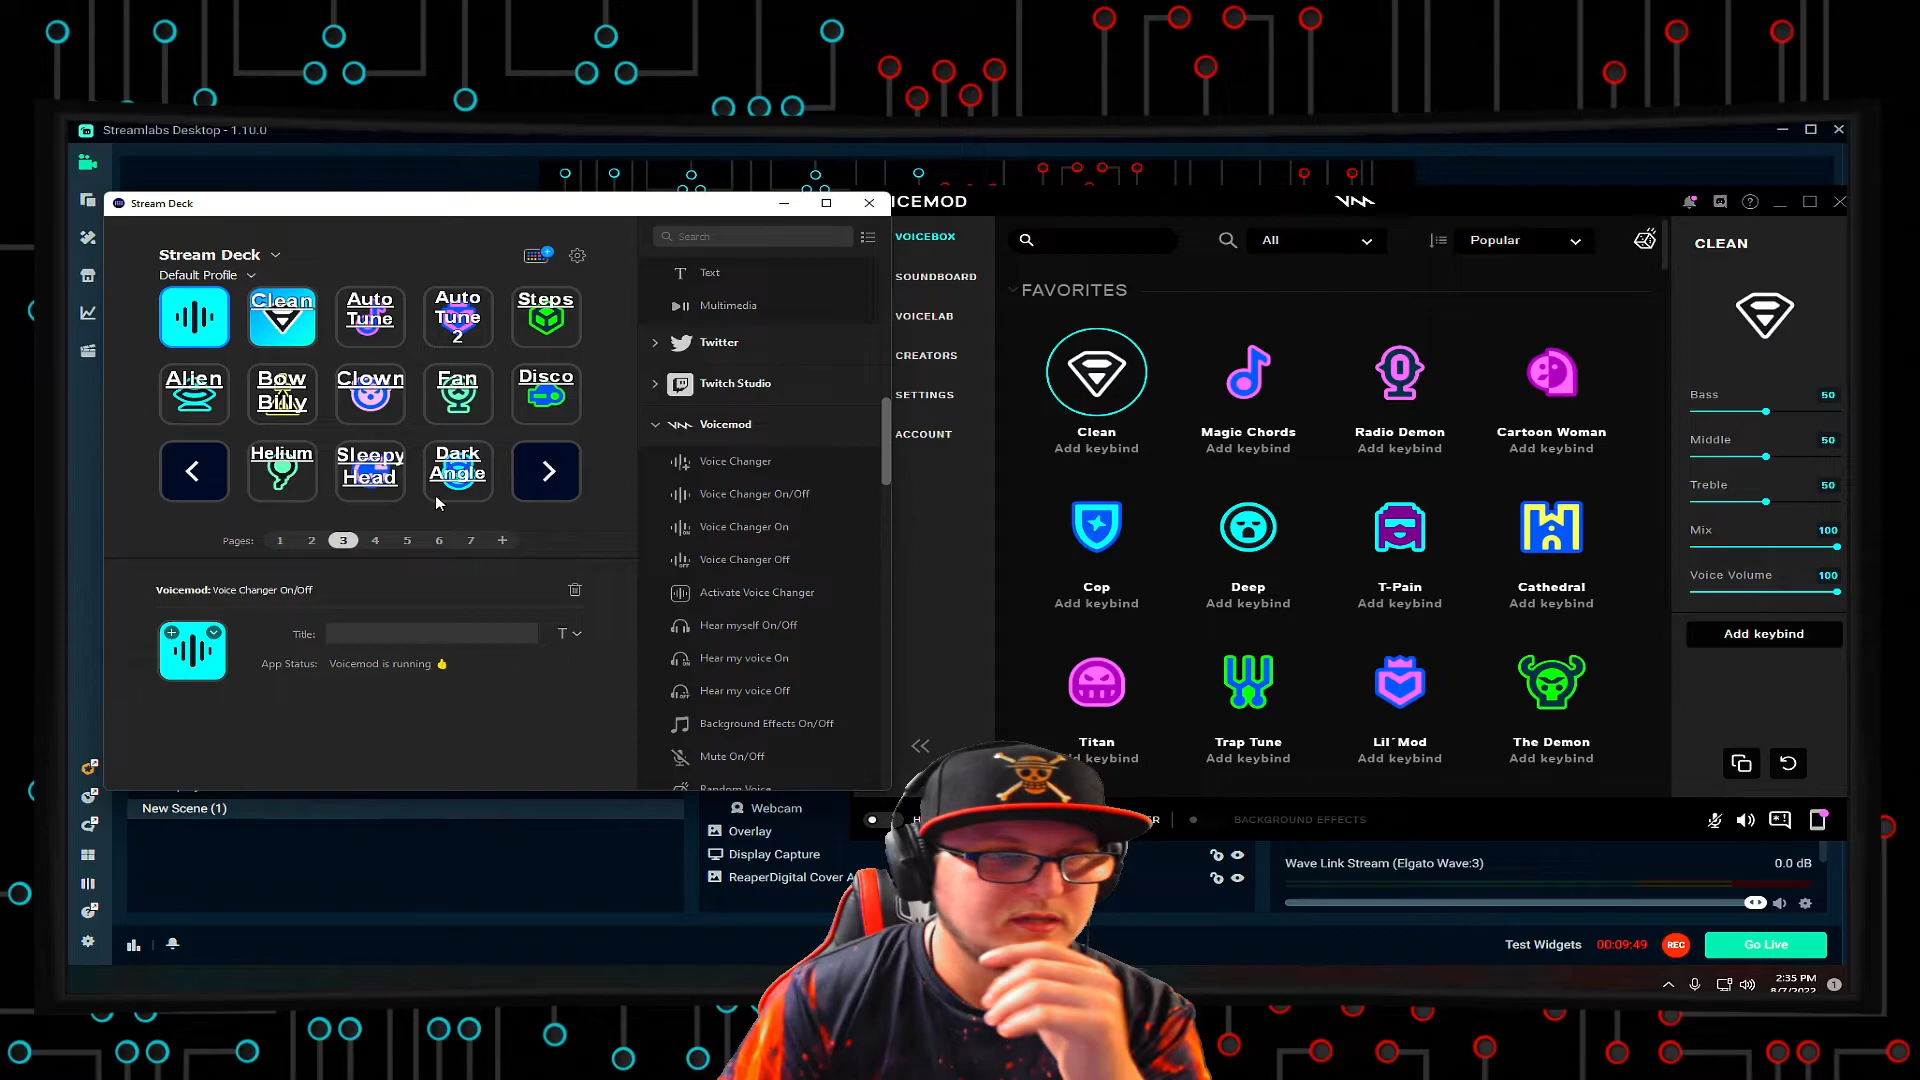 Streamlabs Desktop - 1.10.0
Stream Deck
Stream Deck
Default Profile
Clean
Auto
Tune
Auto
Tune
2
Steps
Alien
Bow
Billy
Clown
Fan
Disco
Helium
Sleepy
Head
Dark
Angle
Pages: 1 2 3 4 5 6 7 +
Voicemod: Voice Changer On/Off
Title:
T
App Status: Voicemod is running 👍
Search
Text
Multimedia
Twitter
Twitch Studio
Voicemod
Voice Changer
Voice Changer On/Off
Voice Changer On
Voice Changer Off
Activate Voice Changer
Hear myself On/Off
Hear my voice On
Hear my voice Off
Background Effects On/Off
Mute On/Off
Random Voice
ICEMOD
VOICEBOX
SOUNDBOARD
VOICELAB
CREATORS
SETTINGS
ACCOUNT
All
Popular
FAVORITES
Clean
Add keybind
Magic Chords
Add keybind
Radio Demon
Add keybind
Cartoon Woman
Add keybind
Cop
Add keybind
Deep
Add keybind
T-Pain
Add keybind
Cathedral
Add keybind
Titan
Add keybind
Trap Tune
Add keybind
Lil´Mod
Add keybind
The Demon
Add keybind
CLEAN
Bass 50
Middle 50
Treble 50
Mix 100
Voice Volume 100
Add keybind
H
ER
BACKGROUND EFFECTS
New Scene (1)
Webcam
Overlay
Display Capture
ReaperDigital Cover A
Wave Link Stream (Elgato Wave:3) 0.0 dB
Test Widgets 00:09:49 REC Go Live
2:35 PM
8/7/2022
1